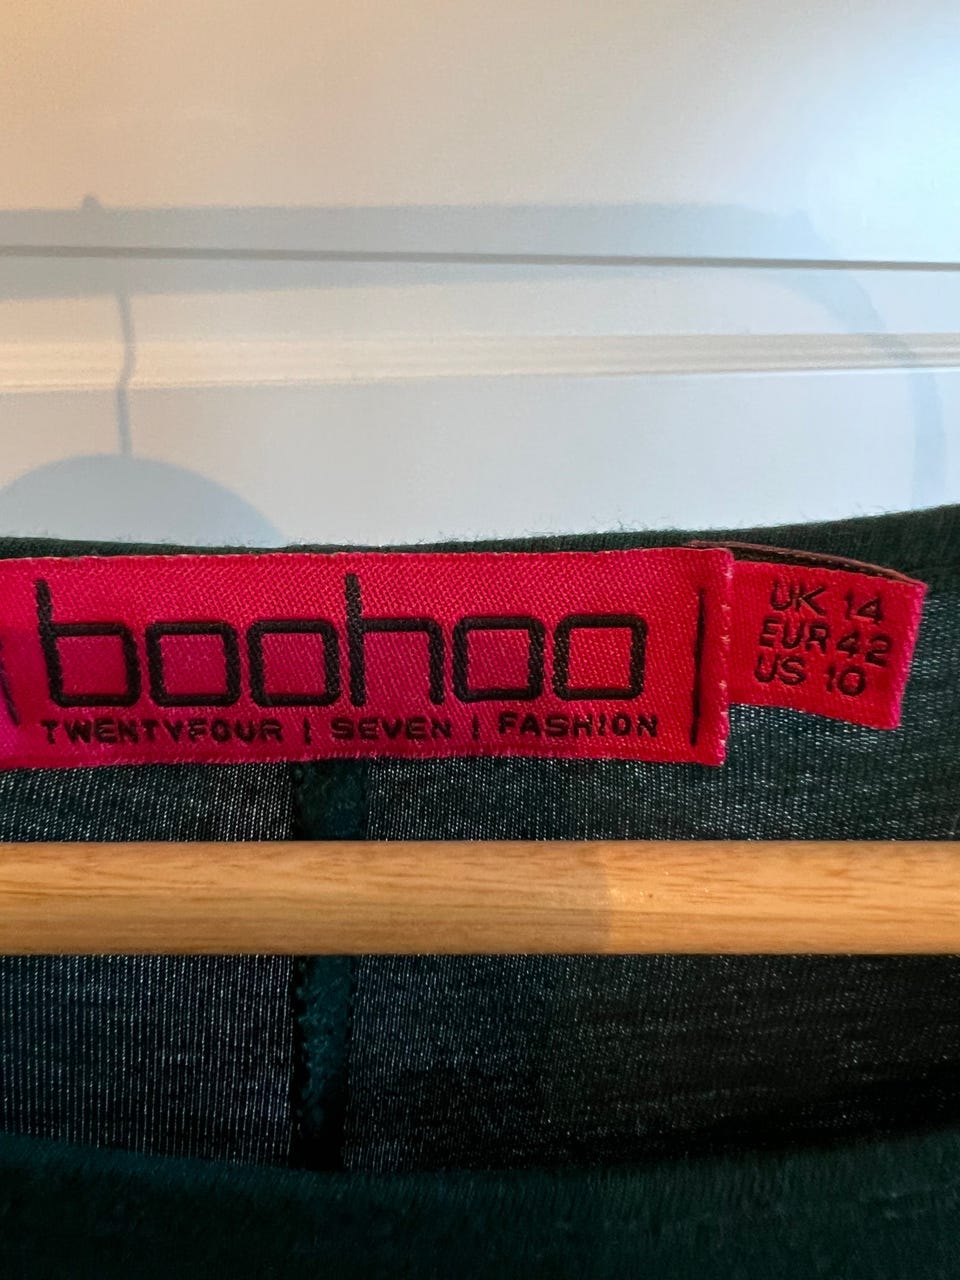 boohoo
TWENTYFOUR | SEVEN | FASHION
UK 14
EUR 42
US 10